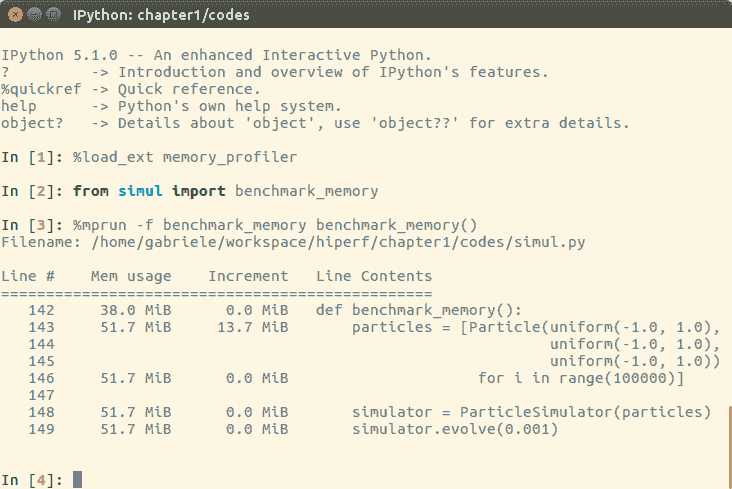 IPython: chapter1/codes
IPython 5.1.0 -- An enhanced Interactive Python.
?         -> Introduction and overview of IPython's features.
%quickref -> Quick reference.
help      -> Python's own help system.
object?   -> Details about 'object', use 'object??' for extra details.
In [1]: %load_ext memory_profiler
In [2]: from simul import benchmark_memory
In [3]: %mprun -f benchmark_memory benchmark_memory()
Filename: /home/gabriele/workspace/hiperf/chapter1/codes/simul.py
Line #    Mem usage    Increment   Line Contents
================================================
   142     38.0 MiB      0.0 MiB   def benchmark_memory():
   143     51.7 MiB     13.7 MiB       particles = [Particle(uniform(-1.0, 1.0),
   144                                                       uniform(-1.0, 1.0),
   145                                                       uniform(-1.0, 1.0))
   146     51.7 MiB      0.0 MiB                     for i in range(100000)]
   147
   148     51.7 MiB      0.0 MiB       simulator = ParticleSimulator(particles)
   149     51.7 MiB      0.0 MiB       simulator.evolve(0.001)
In [4]: